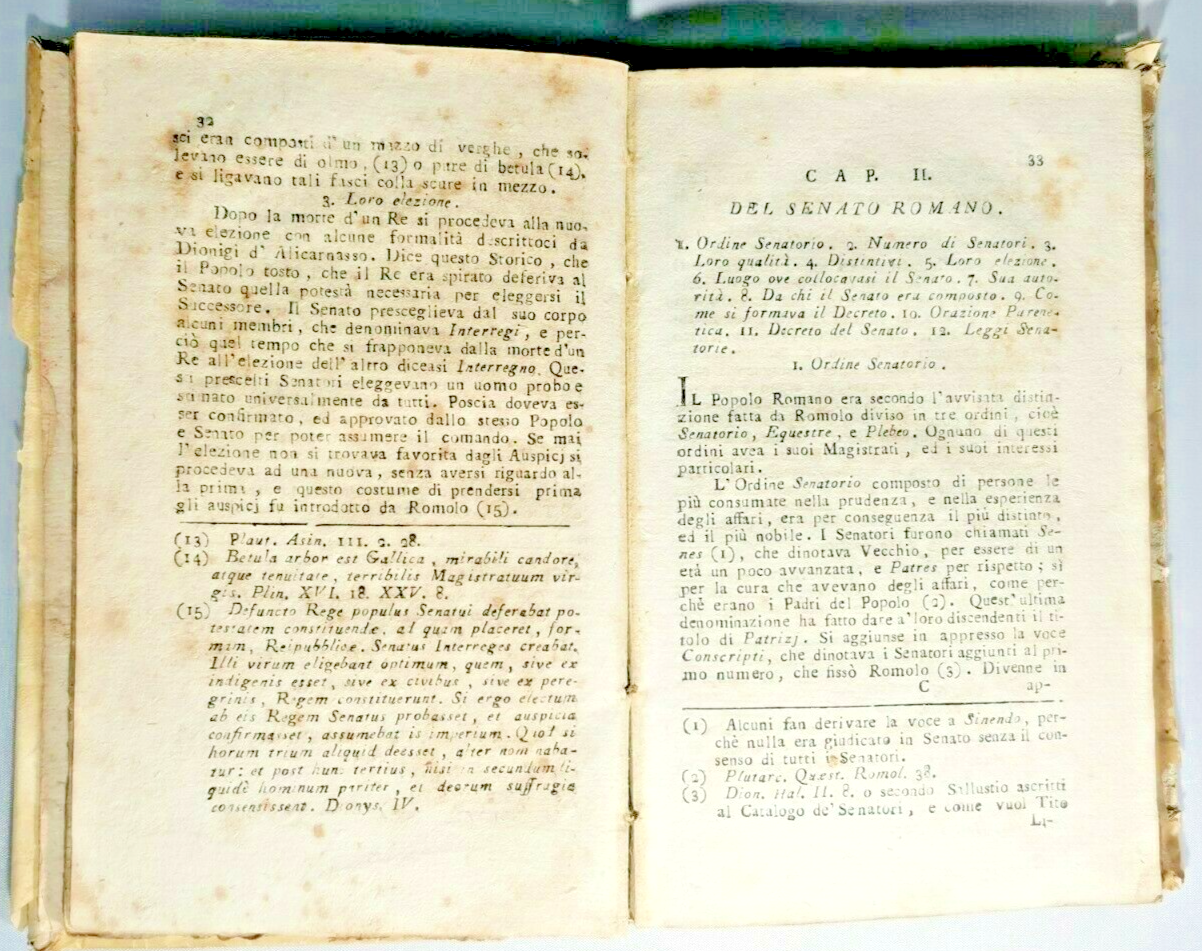 32
sci eran composti d'un mazzo di verghe, che so-
levano essere di olmo, (13) o pure di betula (14),
e si ligavano tali fasci colla scure in mezzo.
3. Loro elezione.
Dopo la morte d'un Re si procedeva alla nuo-
va elezione con alcune formalità descrittoci da
Dionigi d' Alicarnasso. Dice questo Storico, che
il Popolo tosto, che il Re era spirato deferiva al
Senato quella potestà necessaria per eleggersi il
Successore. Il Senato presceglieva dal suo corpo
alcuni membri, che denominava Interregi, e per-
ciò quel tempo che si frapponeva dalla morte d'un
Re all'elezione dell'altro diceasi Interregno. Que-
sti prescelti Senatori eleggevano un uomo probo e
stimato universalmente da tutti. Poscia doveva es-
ser confirmato, ed approvato dallo stesso Popolo
e Senato per poter assumere il comando. Se mai
l'elezione non si trovava favorita dagli Auspicj si
procedeva ad una nuova, senza aversi riguardo al-
la prima, e questo costume di prendersi prima
gli auspicj fu introdotto da Romolo (15).
(13) Plaut. Asin. III. 2. 28.
(14) Betula arbor est Gallica, mirabili candore,
atque tenuitate, terribilis Magistratuum vir-
gis. Plin. XVI. 18. XXV. 8.
(15) Defuncto Rege populus Senatui deferabat po-
testatem constituendæ, al quam placeret, for-
mam, Reipubblicæ. Senatus Interreges creabat.
Illi virum eligebant optimum, quem, sive ex
indigenis esset, sive ex civibus, sive ex pere-
grinis, Regem constituerunt. Si ergo electum
ab eis Regem Senatus probasset, et auspicia
confirmasset, assumebat is imperium. Quod si
horum trium aliquid deesset, alter nominaba-
tur: et post hunc tertius, nisi in secundum li-
quidè hominum pariter, et deorum suffragia
consensissent. Dionys. IV.
33
CAP. II.
DEL SENATO ROMANO.
1. Ordine Senatorio. 2. Numero di Senatori. 3.
Loro qualità. 4. Distintivi. 5. Loro elezione.
6. Luogo ove collocavasi il Senato. 7. Sua auto-
rità. 8. Da chi il Senato era composto. 9. Co-
me si formava il Decreto. 10. Orazione Parene-
tica. 11. Decreto del Senato. 12. Leggi Sena-
torie.
1. Ordine Senatorio.
IL Popolo Romano era secondo l'avvisata distin-
zione fatta da Romolo diviso in tre ordini, cioè
Senatorio, Equestre, e Plebeo. Ognuno di questi
ordini avea i suoi Magistrati, ed i suoi interessi
particolari.
L'Ordine Senatorio composto di persone le
più consumate nella prudenza, e nella esperienza
degli affari, era per conseguenza il più distinto,
ed il più nobile. I Senatori furono chiamati Se-
nes (1), che dinotava Vecchio, per essere di un
età un poco avvanzata, e Patres per rispetto; sì
per la cura che avevano degli affari, come per-
chè erano i Padri del Popolo (2). Quest'ultima
denominazione ha fatto dare a'loro discendenti il ti-
tolo di Patrizj. Si aggiunse in appresso la voce
Conscripti, che dinotava i Senatori aggiunti al pri-
mo numero, che fissò Romolo (3). Divenne in
C ap-
(1) Alcuni fan derivare la voce a Sinendo, per-
chè nulla era giudicato in Senato senza il con-
senso di tutti i Senatori.
(2) Plutarc. Quæst. Romol. 38.
(3) Dion. Hal. II. 8. o secondo Sallustio ascritti
al Catalogo de' Senatori, e come vuol Tito
Li-